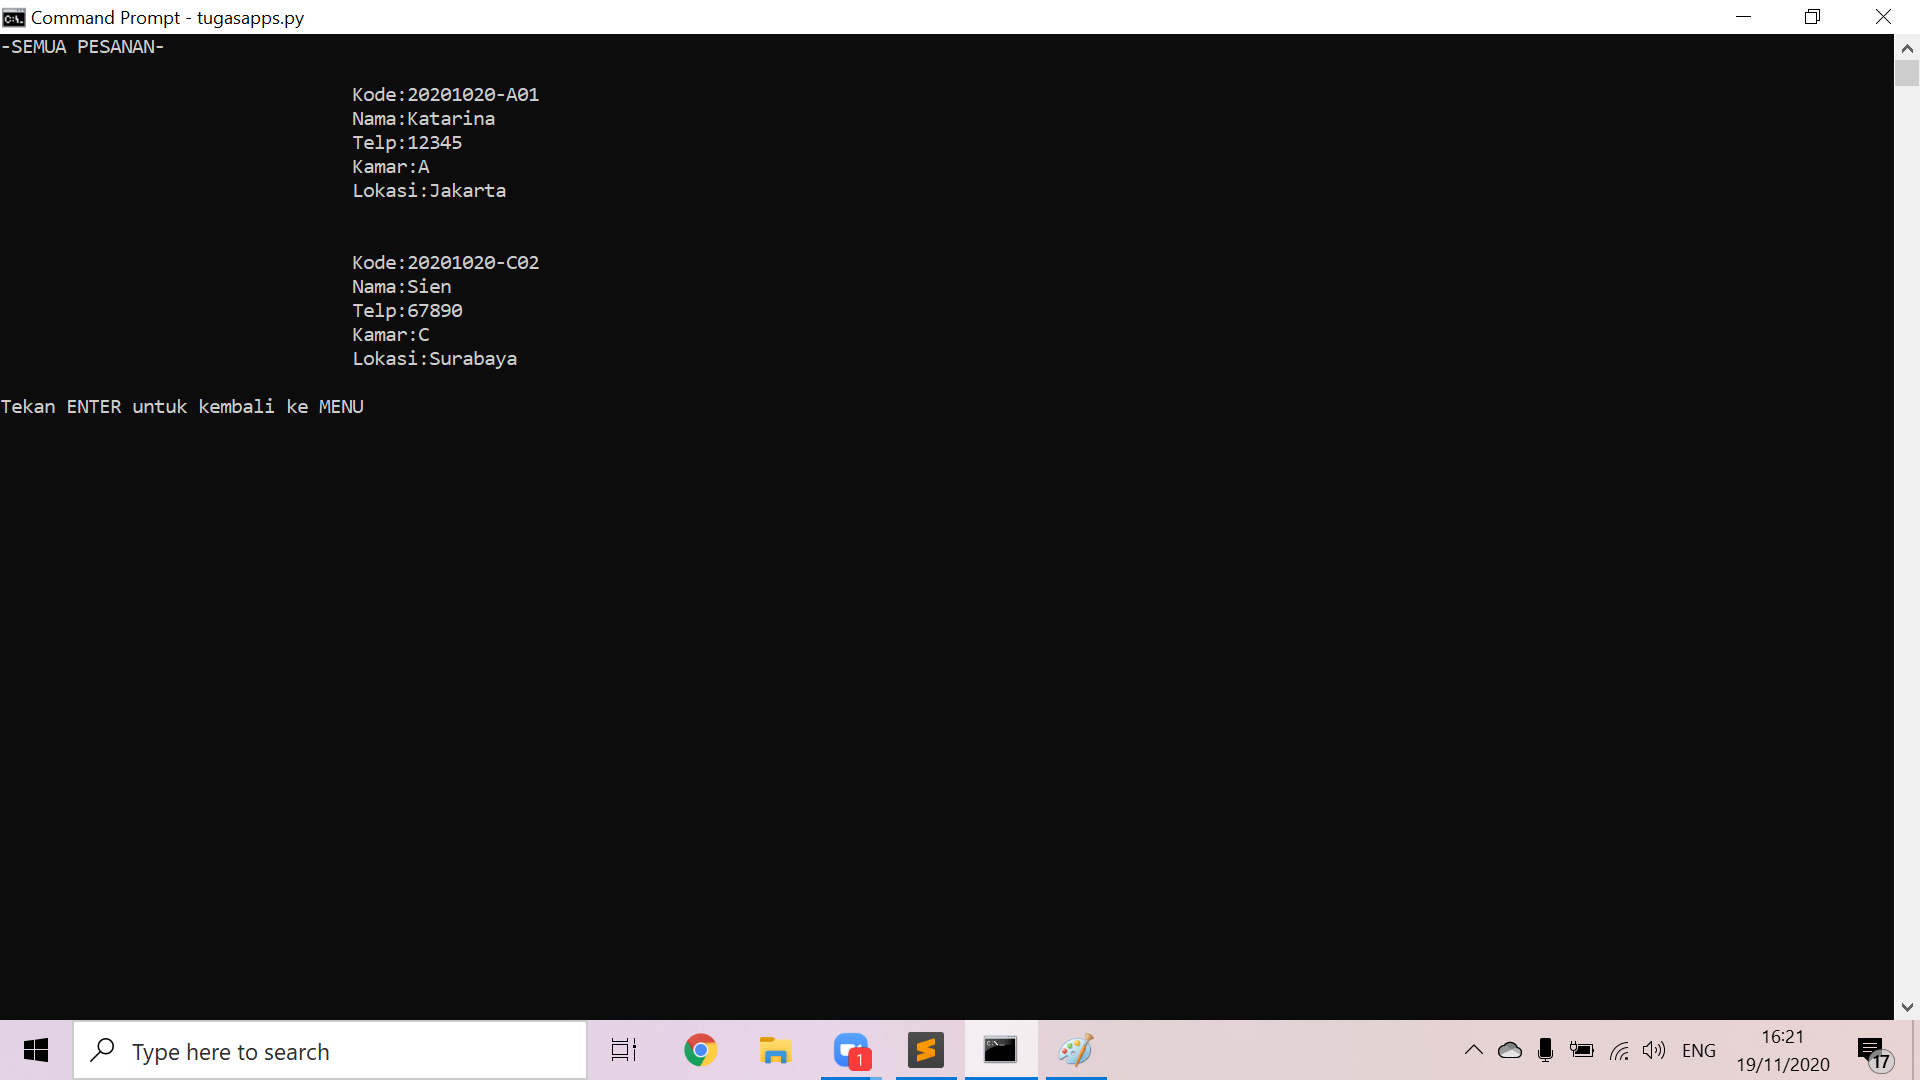 Command Prompt - tugasapps.py
-SEMUA PESANAN-
Kode:20201020-A01
Nama:Katarina
Telp:12345
Kamar:A
Lokasi:Jakarta
Kode:20201020-C02
Nama:Sien
Telp:67890
Kamar:C
Lokasi:Surabaya
Tekan ENTER untuk kembali ke MENU
Type here to search
1
ENG
16:21
19/11/2020
17